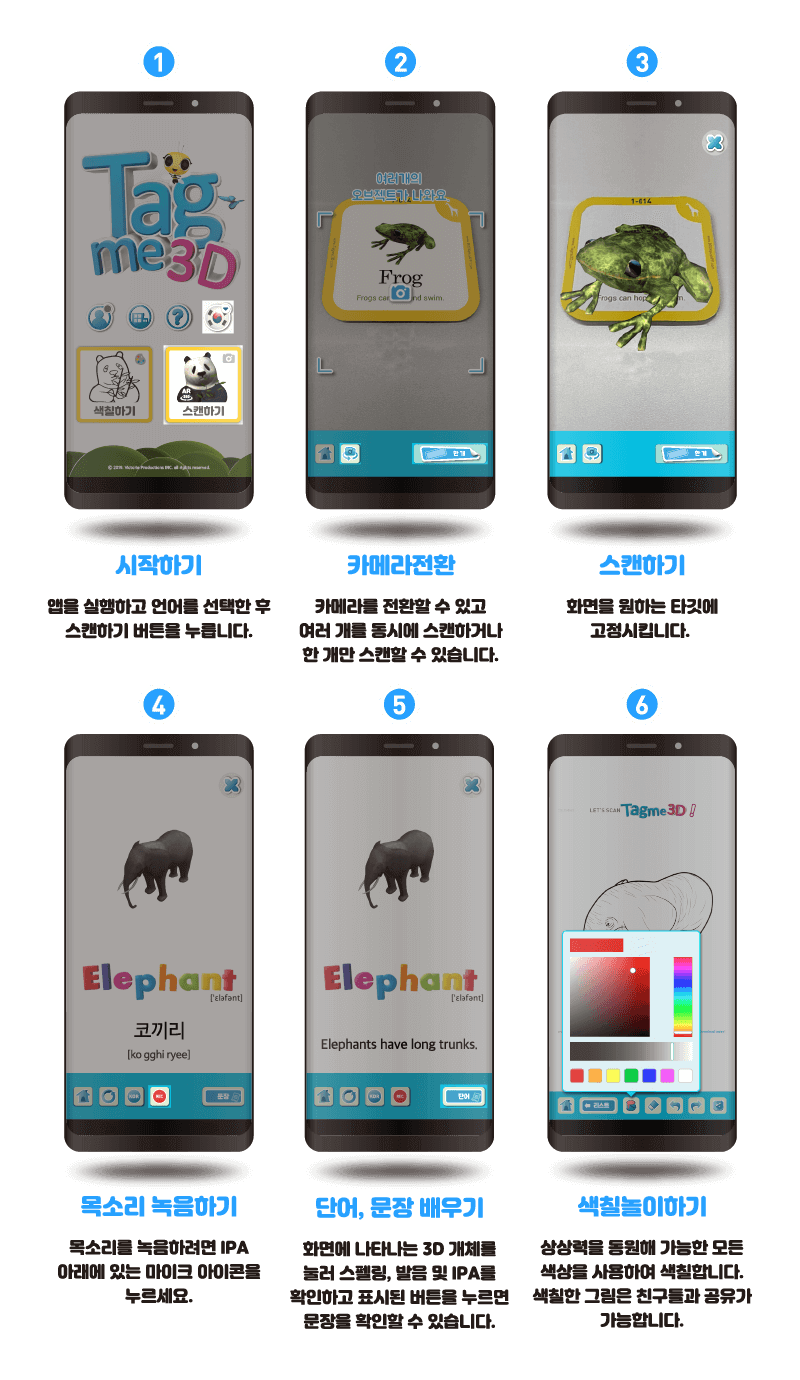 1
Tag
me3D
색칠하기
AR
스캔하기
© 2019. Victoria Productions INC. all rights reserved.
시작하기
앱을 실행하고 언어를 선택한 후
스캔하기 버튼을 누릅니다.
2
여러개의
오브젝트가 나와요
Frog
Frogs can
nd swim.
한 개
카메라전환
카메라를 전환할 수 있고
여러 개를 동시에 스캔하거나
한 개만 스캔할 수 있습니다.
3
1-014
Frogs can hop
m.
한 개
스캔하기
화면을 원하는 타깃에
고정시킵니다.
4
Elephant
[ˈɛləfənt]
코끼리
[ko gghi ryee]
REC
문장
목소리 녹음하기
목소리를 녹음하려면 IPA
아래에 있는 마이크 아이콘을
누르세요.
5
Elephant
[ˈɛləfənt]
Elephants have long trunks.
REC
단어
단어, 문장 배우기
화면에 나타나는 3D 개체를
눌러 스펠링, 발음 및 IPA를
확인하고 표시된 버튼을 누르면
문장을 확인할 수 있습니다.
6
LET'S SCAN Tagme3D !
리스트
색칠놀이하기
상상력을 동원해 가능한 모든
색상을 사용하여 색칠합니다.
색칠한 그림은 친구들과 공유가
가능합니다.